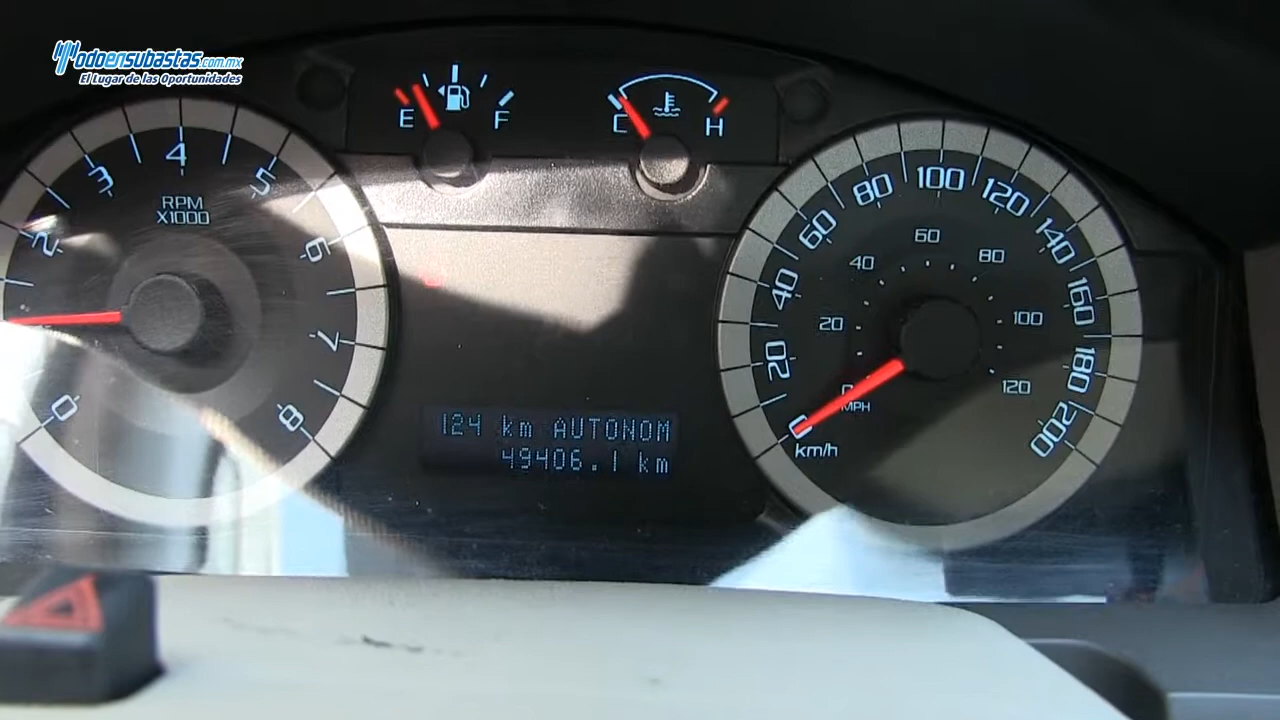 todoensubastas.com.mx
El Lugar de las Oportunidades
E F
C H
0 2 3 4 5 6 7 8
RPM
X1000
0 20 40 60 80 100 120 140 160 180 200
km/h
0 20 40 60 80 100 120
MPH
124 km AUTONOM
49406.1 km